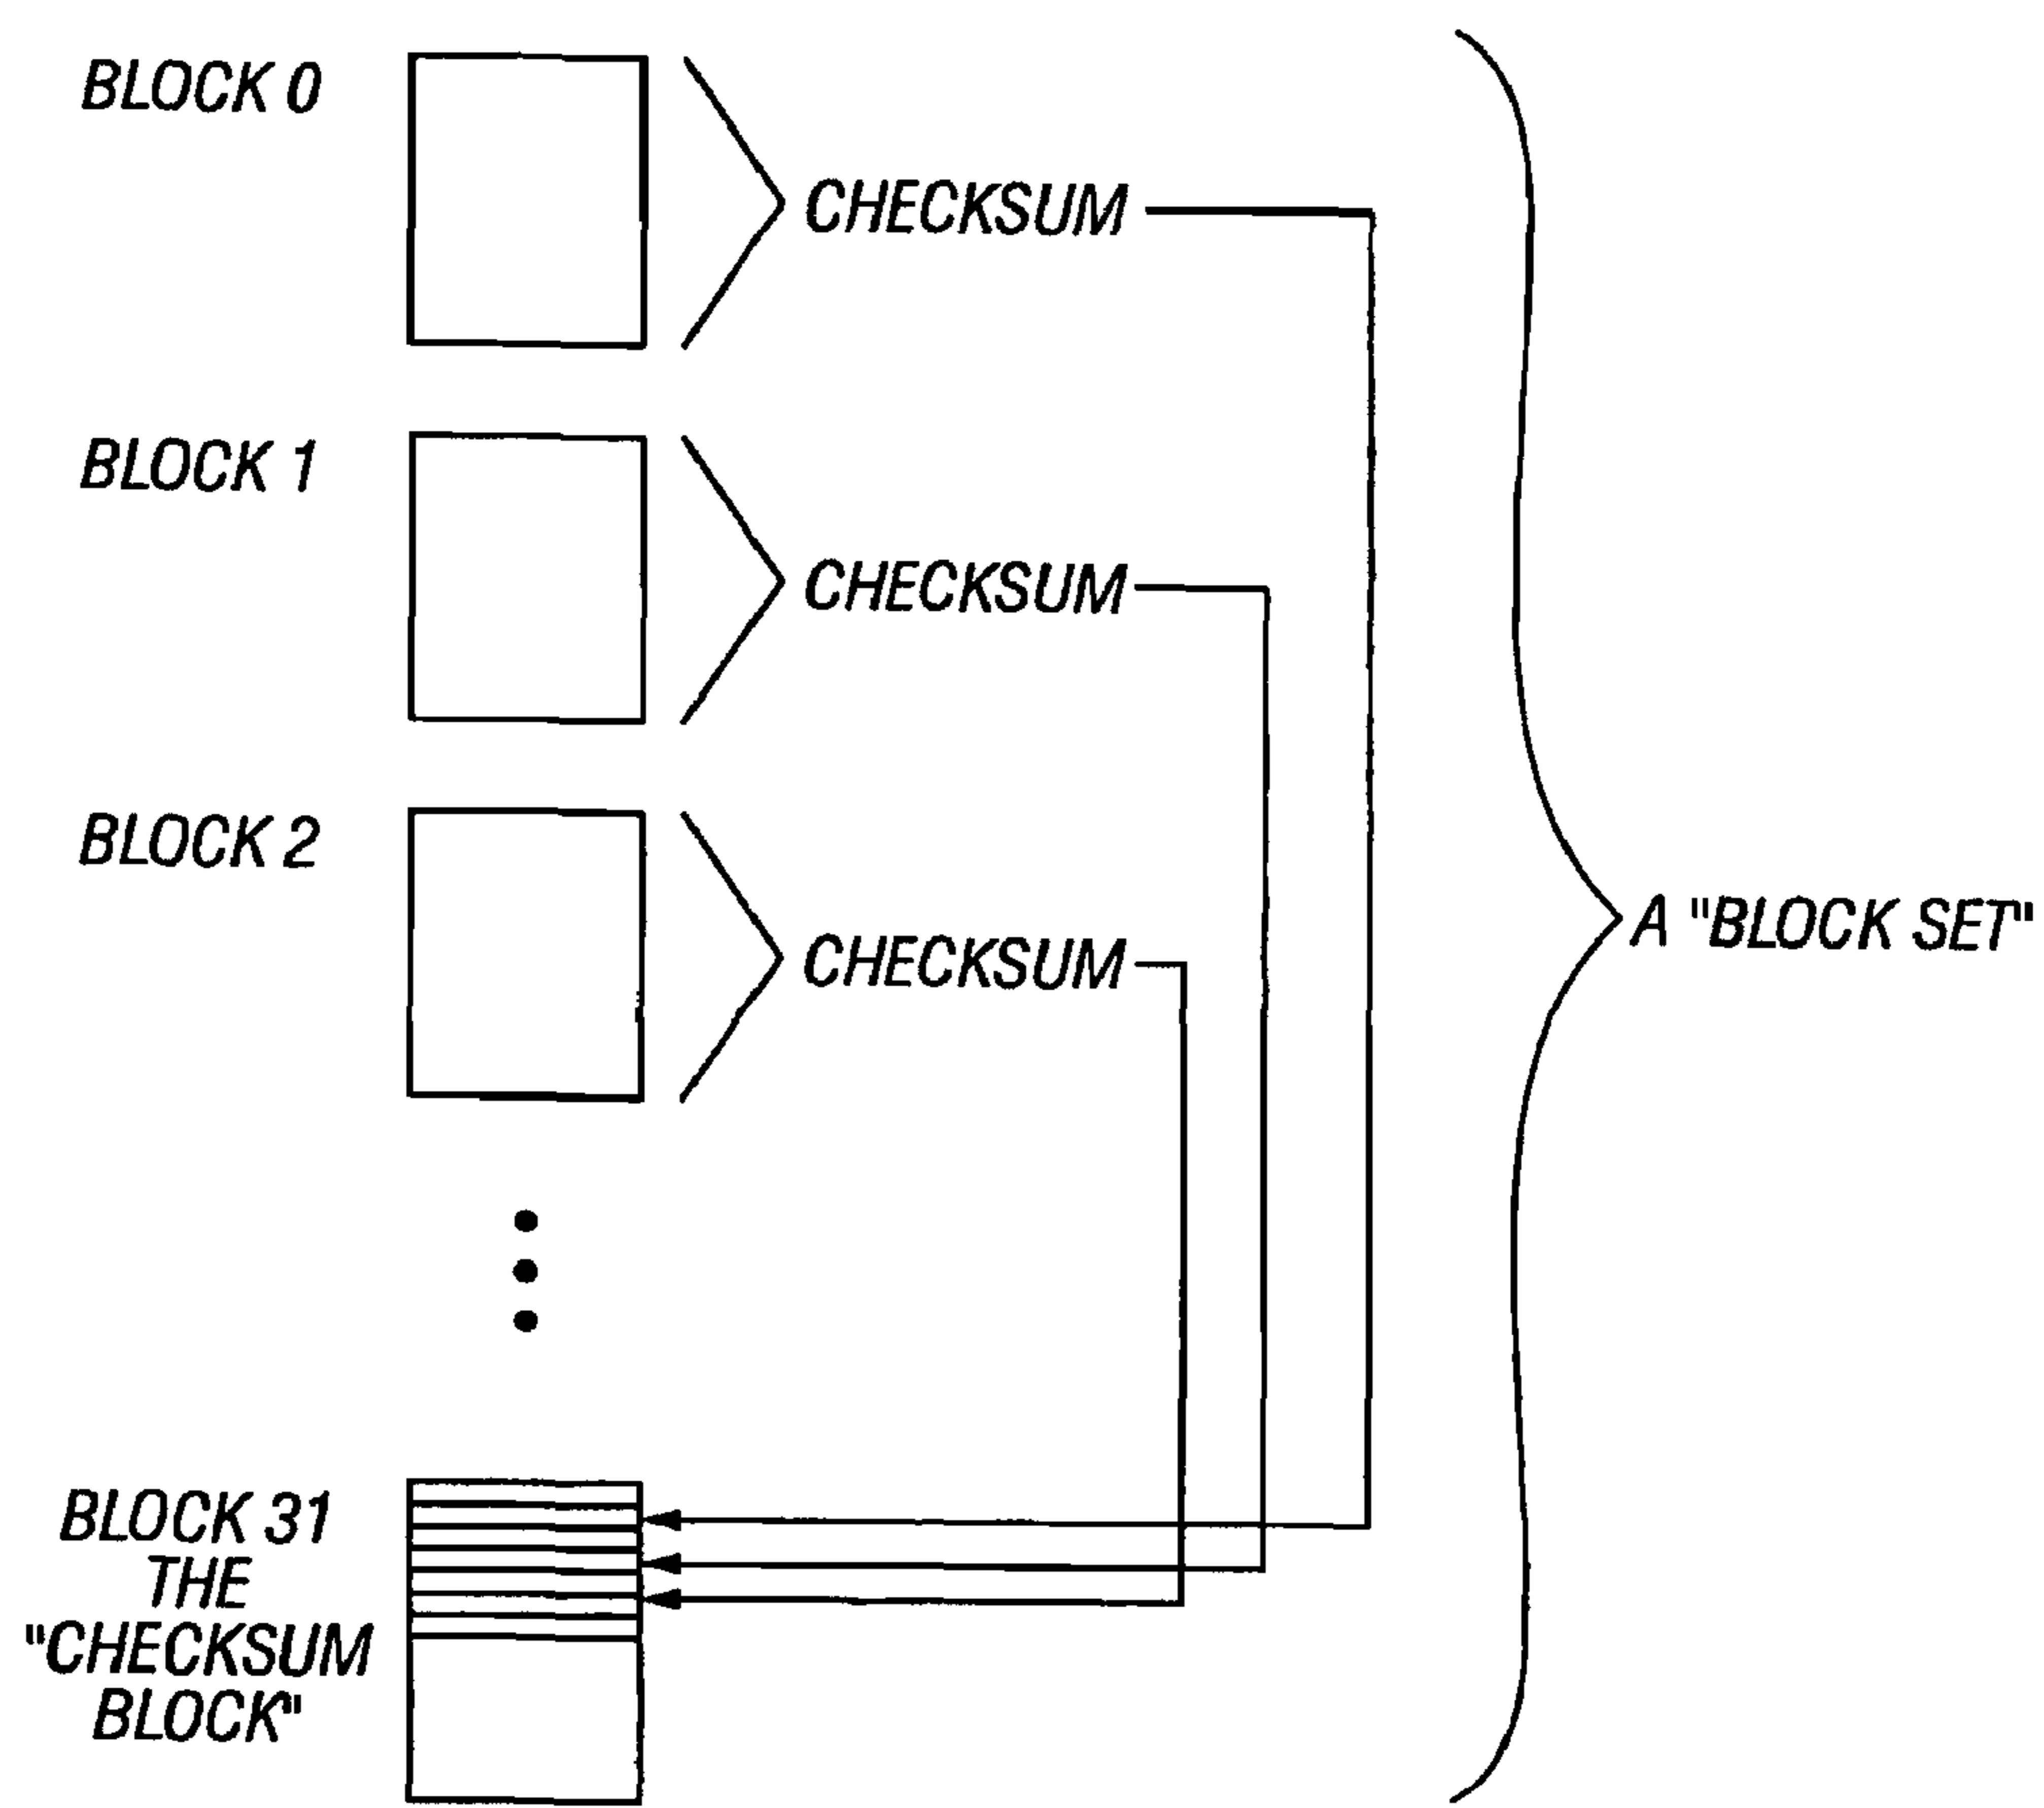 BLOCK 0
CHECKSUM
BLOCK 1
CHECKSUM
BLOCK 2
CHECKSUM
A "BLOCK SET"
BLOCK 31
THE
"CHECKSUM
BLOCK"